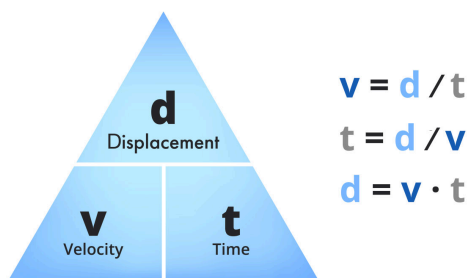 d
Displacement
v
Velocity
t
Time
v = d / t
t = d / v
d = v · t